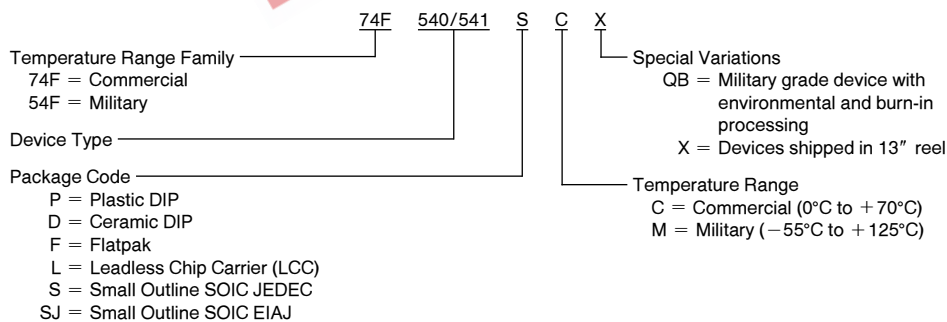 74F 540/541 S C X
Temperature Range Family
74F = Commercial
54F = Military
Device Type
Package Code
P = Plastic DIP
D = Ceramic DIP
F = Flatpak
L = Leadless Chip Carrier (LCC)
S = Small Outline SOIC JEDEC
SJ = Small Outline SOIC EIAJ
Special Variations
QB = Military grade device with
environmental and burn-in
processing
X = Devices shipped in 13″ reel
Temperature Range
C = Commercial (0°C to +70°C)
M = Military (−55°C to +125°C)